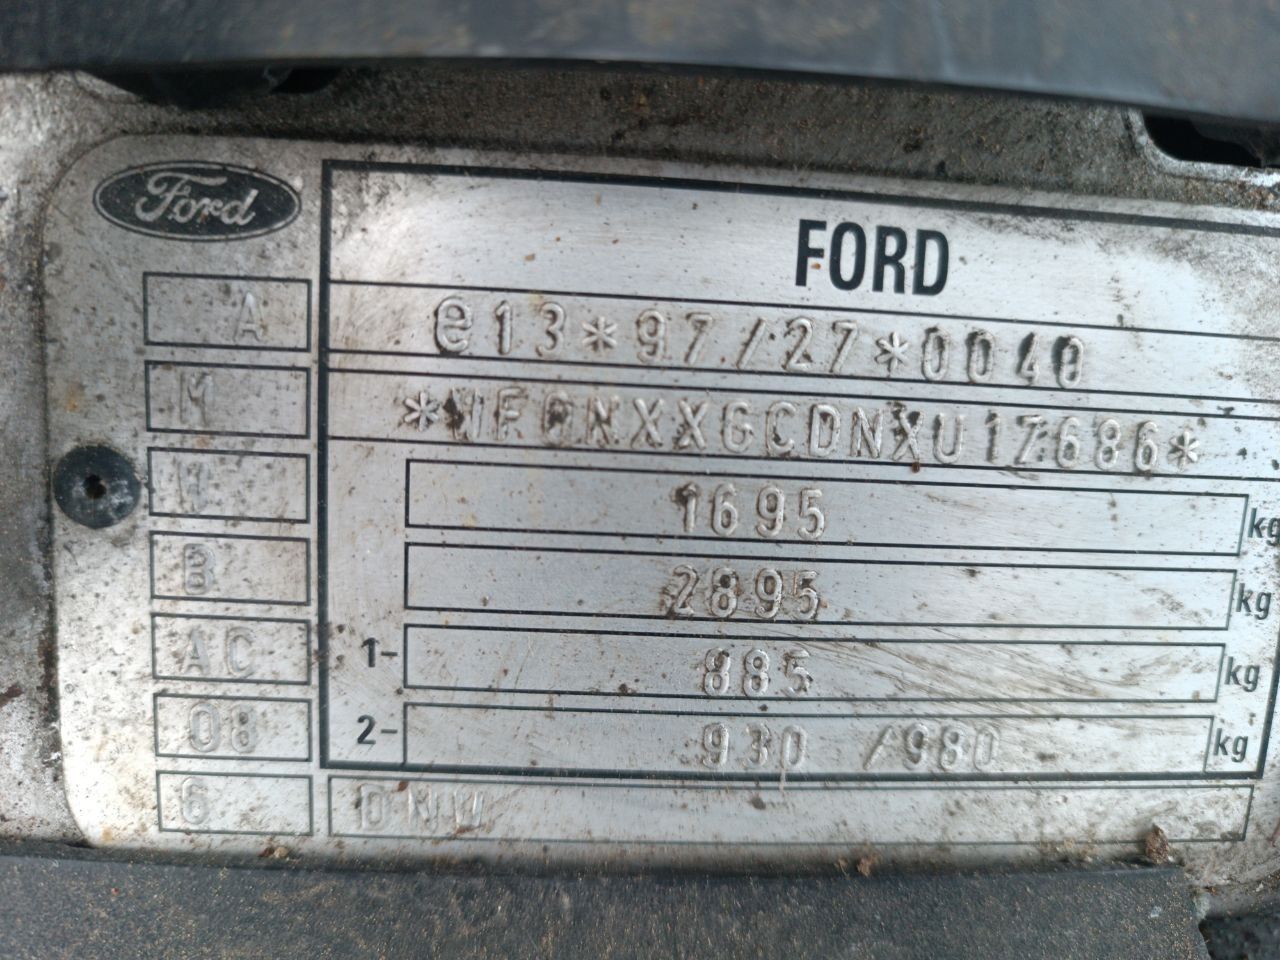 Ford
FORD
A
e13*97/27*0040
M
*WF0NXXGCDNXU17686*
1695 kg
B
2895 kg
AC
1- 885 kg
08
2- 930 /980 kg
6
DNW